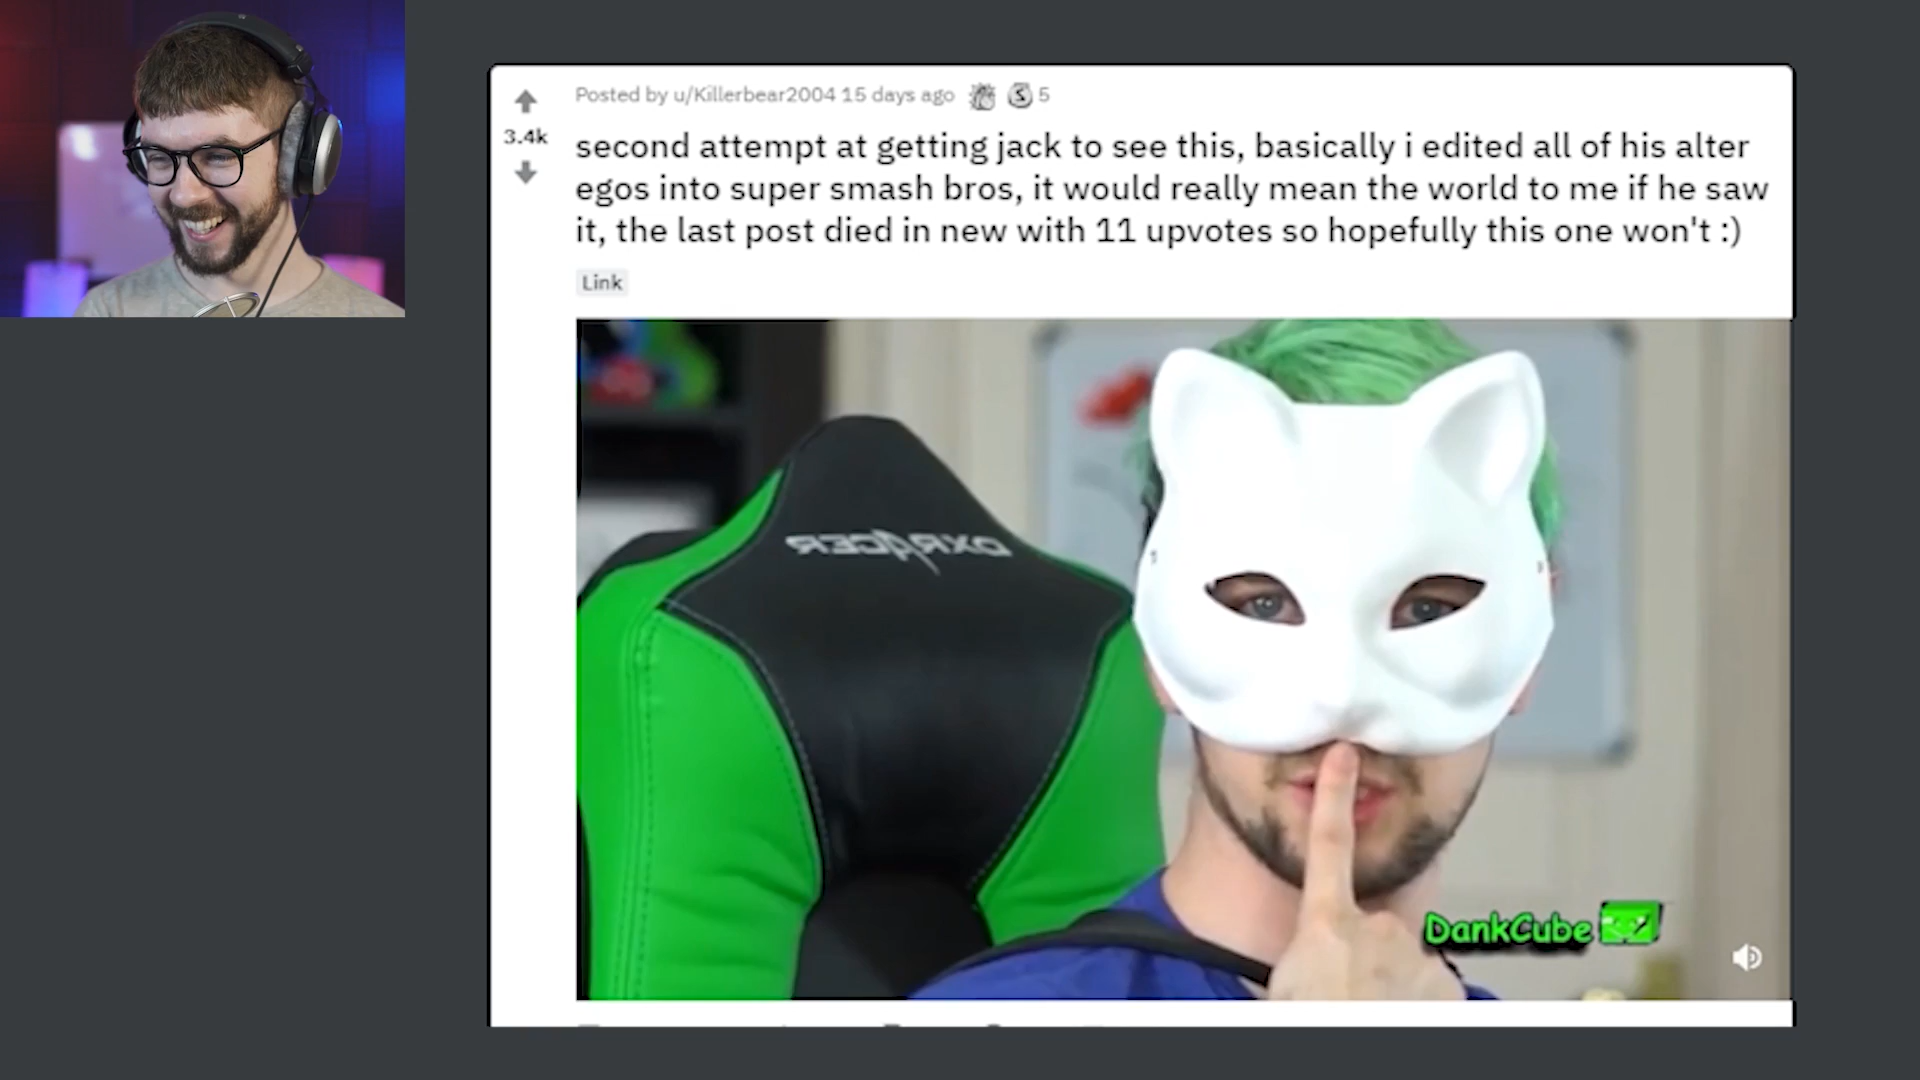 Posted by u/Killerbear2004 15 days ago 5
3.4k
second attempt at getting jack to see this, basically i edited all of his alter
egos into super smash bros, it would really mean the world to me if he saw
it, the last post died in new with 11 upvotes so hopefully this one won't :)
Link
DXRACER
DankCube